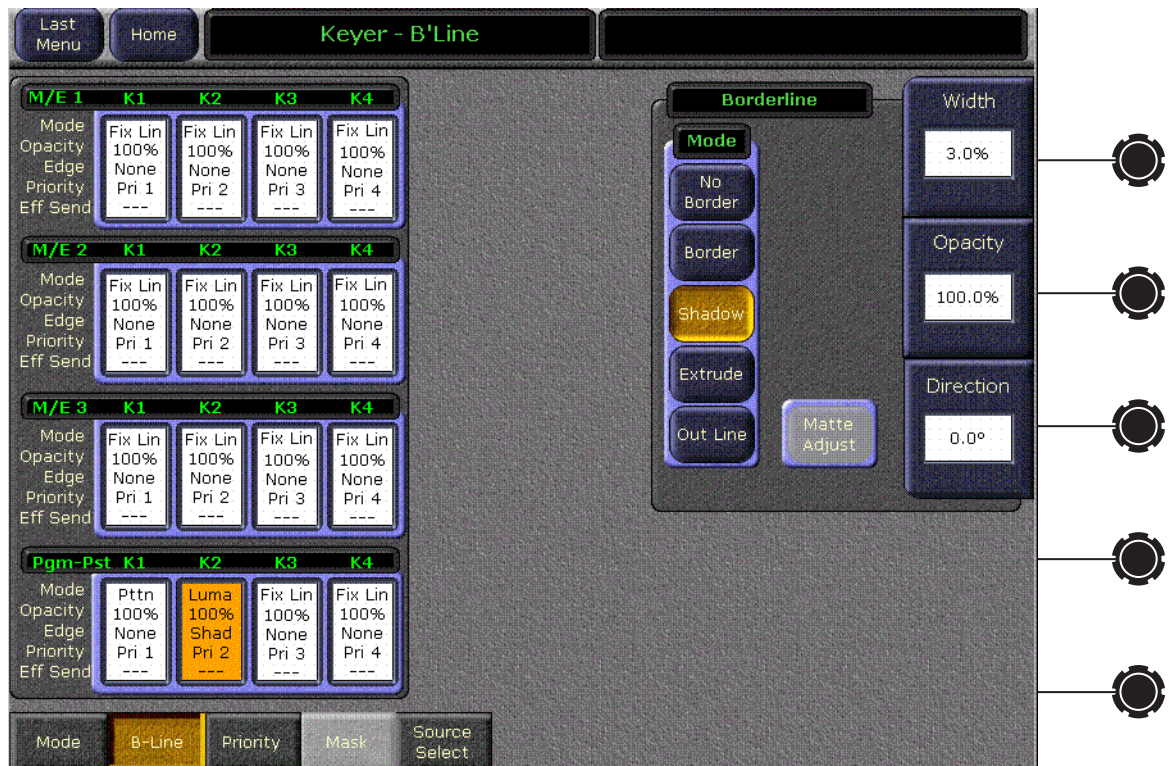 Last
Menu
Home
Keyer - B'Line
M/E 1 K1 K2 K3 K4
Mode Fix Lin Fix Lin Fix Lin Fix Lin
Opacity 100% 100% 100% 100%
Edge None None None None
Priority Pri 1 Pri 2 Pri 3 Pri 4
Eff Send --- --- --- ---
M/E 2 K1 K2 K3 K4
Mode Fix Lin Fix Lin Fix Lin Fix Lin
Opacity 100% 100% 100% 100%
Edge None None None None
Priority Pri 1 Pri 2 Pri 3 Pri 4
Eff Send --- --- --- ---
M/E 3 K1 K2 K3 K4
Mode Fix Lin Fix Lin Fix Lin Fix Lin
Opacity 100% 100% 100% 100%
Edge None None None None
Priority Pri 1 Pri 2 Pri 3 Pri 4
Eff Send --- --- --- ---
Pgm-Pst K1 K2 K3 K4
Mode Pttn Luma Fix Lin Fix Lin
Opacity 100% 100% 100% 100%
Edge None Shad None None
Priority Pri 1 Pri 2 Pri 3 Pri 4
Eff Send --- --- --- ---
Borderline
Mode
No
Border
Border
Shadow
Extrude
Out Line
Matte
Adjust
Width
3.0%
Opacity
100.0%
Direction
0.0°
Mode
B-Line
Priority
Mask
Source
Select